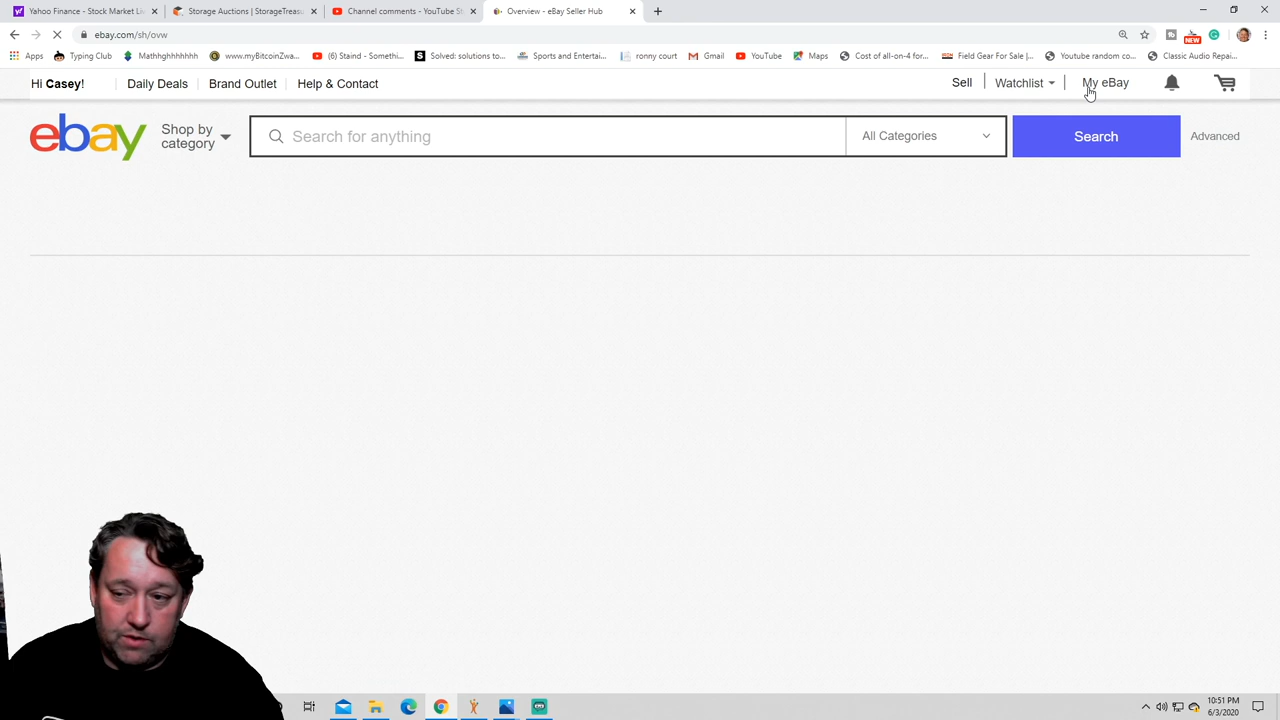 Yahoo Finance - Stock Market Li
Storage Auctions | StorageTreasu
Channel comments - YouTube St
Overview - eBay Seller Hub
ebay.com/sh/ovw
NEW
Apps
Typing Club
Mathhhhhhhhh
www.myBitcoinZwa...
(6) Staind - Somethi...
Solved: solutions to...
Sports and Entertai...
ronny court
Gmail
YouTube
Maps
Cost of all-on-4 for...
Field Gear For Sale |...
Youtube random co...
Classic Audio Repai...
Hi Casey!
Daily Deals
Brand Outlet
Help & Contact
Sell
Watchlist
My eBay
ebay
Shop by
category
Search for anything
All Categories
Search
Advanced
10:51 PM
6/3/2020